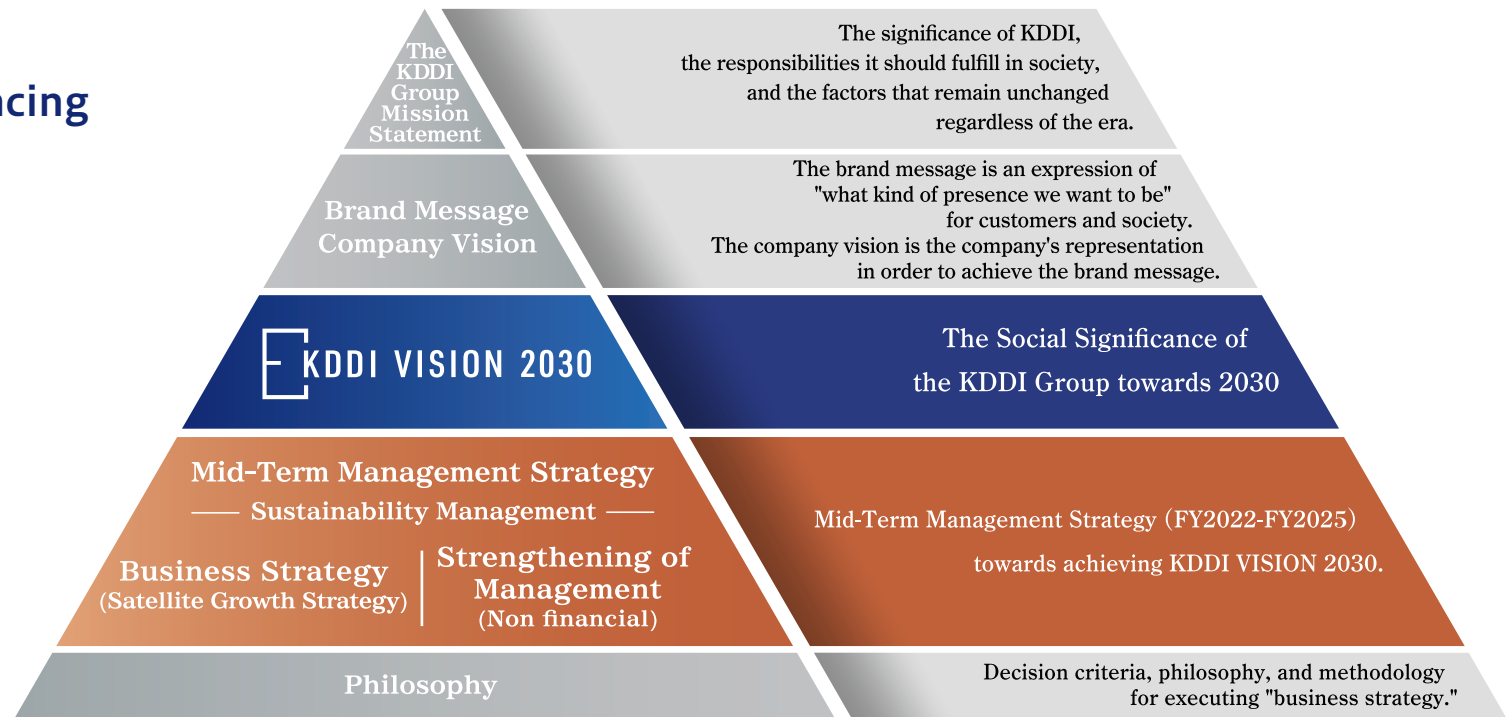 The
KDDI
Group
Mission
Statement
The significance of KDDI,
the responsibilities it should fulfill in society,
and the factors that remain unchanged
regardless of the era.
Brand Message
Company Vision
The brand message is an expression of
"what kind of presence we want to be"
for customers and society.
The company vision is the company's representation
in order to achieve the brand message.
KDDI VISION 2030
The Social Significance of
the KDDI Group towards 2030
Mid-Term Management Strategy
Sustainability Management
Business Strategy
(Satellite Growth Strategy)
Strengthening of
Management
(Non financial)
Mid-Term Management Strategy (FY2022-FY2025)
towards achieving KDDI VISION 2030.
Philosophy
Decision criteria, philosophy, and methodology
for executing "business strategy."